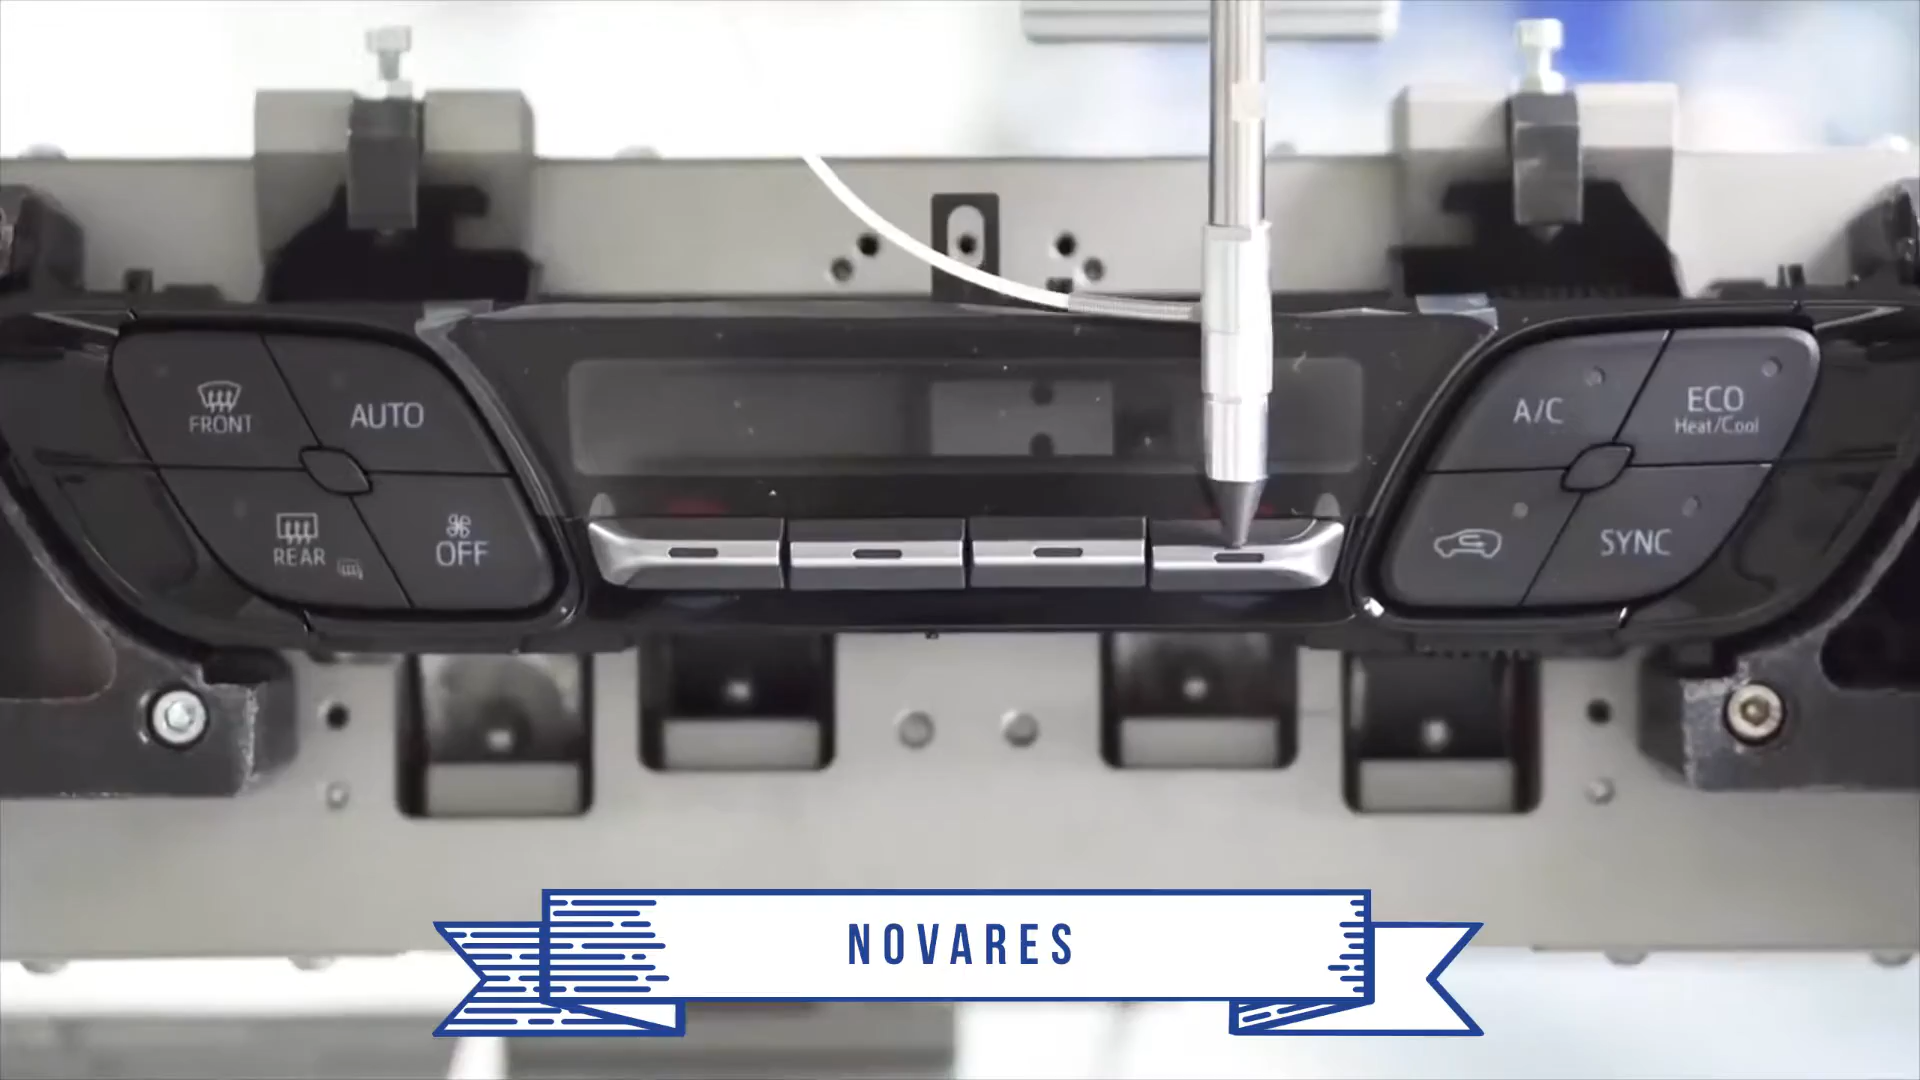 FRONT
AUTO
REAR
OFF
A/C
ECO
Heat/Cool
SYNC
NOVARES